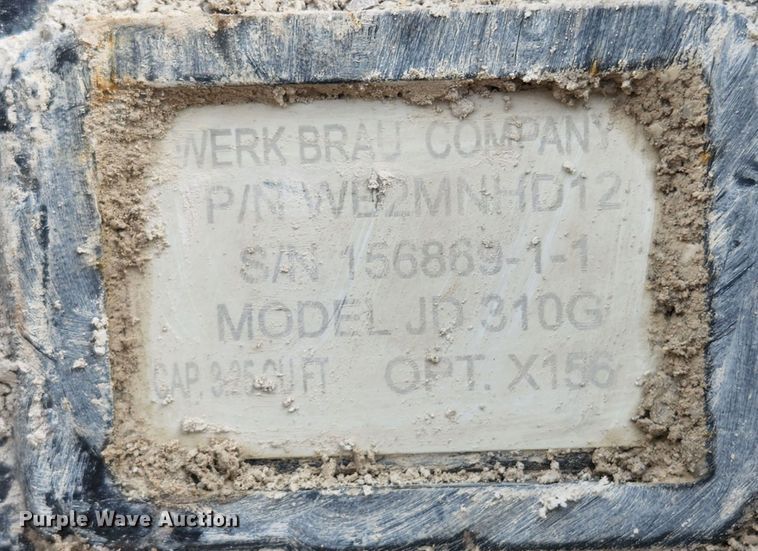 WERK BRAU COMPANY
P/N WB2MNHD12
S/N 156869-1-1
MODEL JD 310G
CAP. 3.25 CU FT OPT. X156
Purple Wave Auction